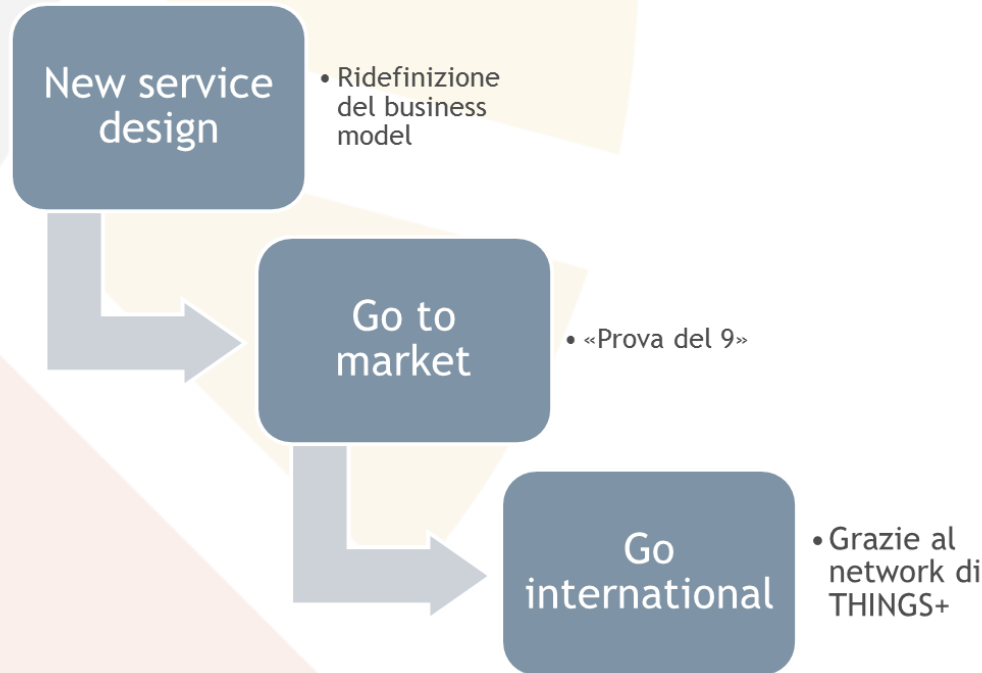 New service
design
• Ridefinizione
del business
model
Go to
market
• «Prova del 9»
Go
international
• Grazie al
network di
THINGS+